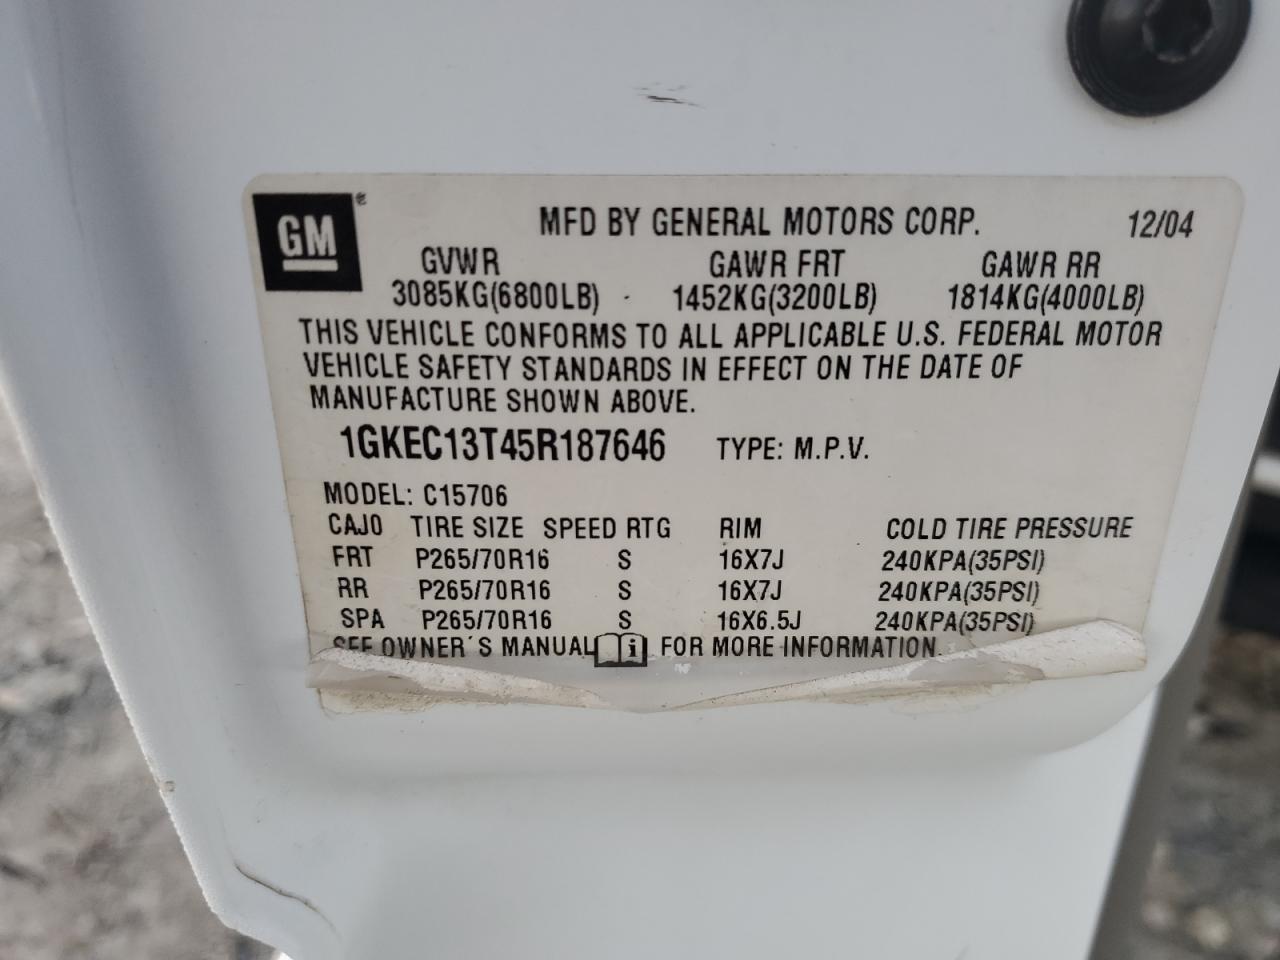 GM
MFD BY GENERAL MOTORS CORP. 12/04
GVWR GAWR FRT GAWR RR
3085KG(6800LB) 1452KG(3200LB) 1814KG(4000LB)
THIS VEHICLE CONFORMS TO ALL APPLICABLE U.S. FEDERAL MOTOR
VEHICLE SAFETY STANDARDS IN EFFECT ON THE DATE OF
MANUFACTURE SHOWN ABOVE.
1GKEC13T45R187646 TYPE: M.P.V.
MODEL: C15706
CAJO TIRE SIZE SPEED RTG RIM COLD TIRE PRESSURE
FRT P265/70R16 S 16X7J 240KPA(35PSI)
RR P265/70R16 S 16X7J 240KPA(35PSI)
SPA P265/70R16 S 16X6.5J 240KPA(35PSI)
SEE OWNER'S MANUAL i FOR MORE INFORMATION.